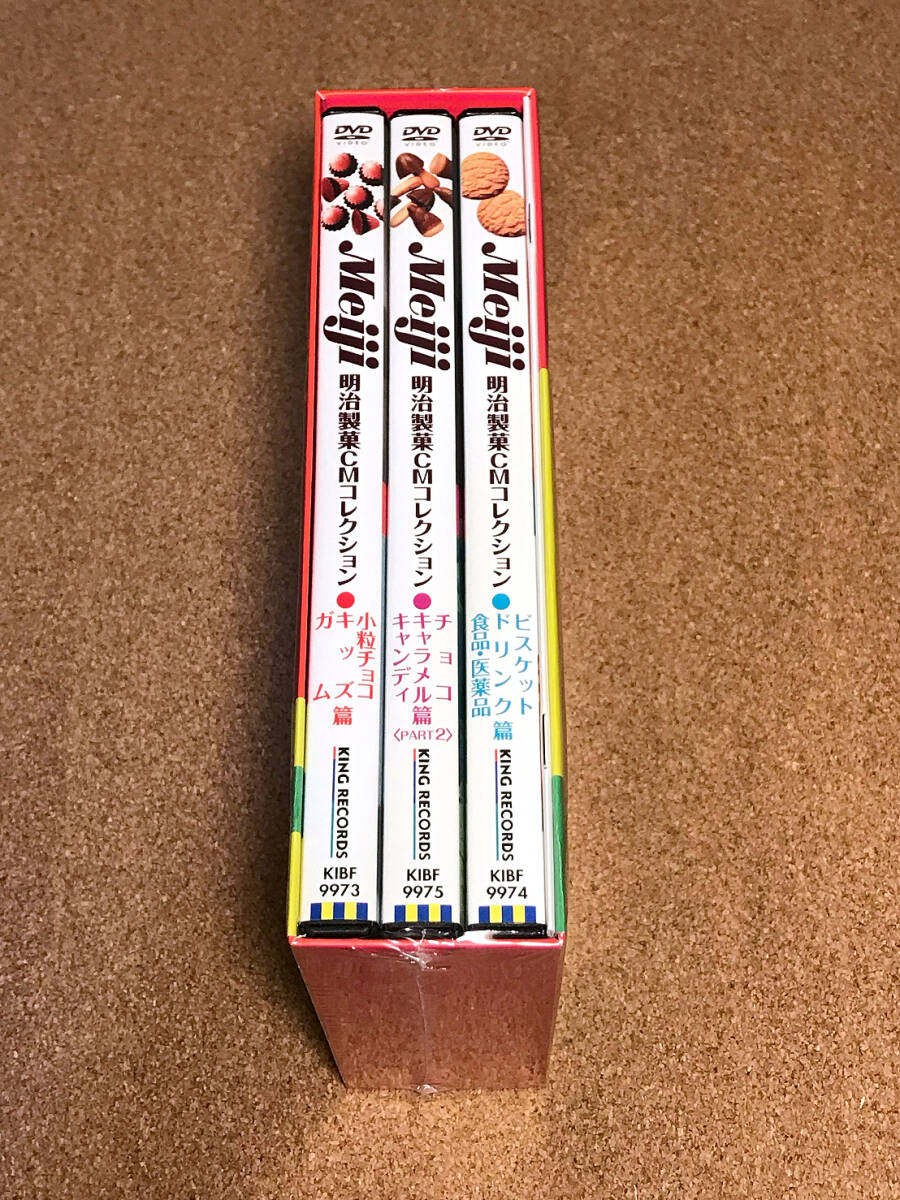 DVD
VIDEO
Meiji
明治製菓CMコレクション
小粒チョコ
キッズ
ガム
篇
KING RECORDS
KIBF
9973
DVD
VIDEO
Meiji
明治製菓CMコレクション
チョコ
キャラメル
キャンディ
篇
〈PART2〉
KING RECORDS
KIBF
9975
DVD
VIDEO
Meiji
明治製菓CMコレクション
ビスケット
ドリンク
食品・医薬品
篇
KING RECORDS
KIBF
9974